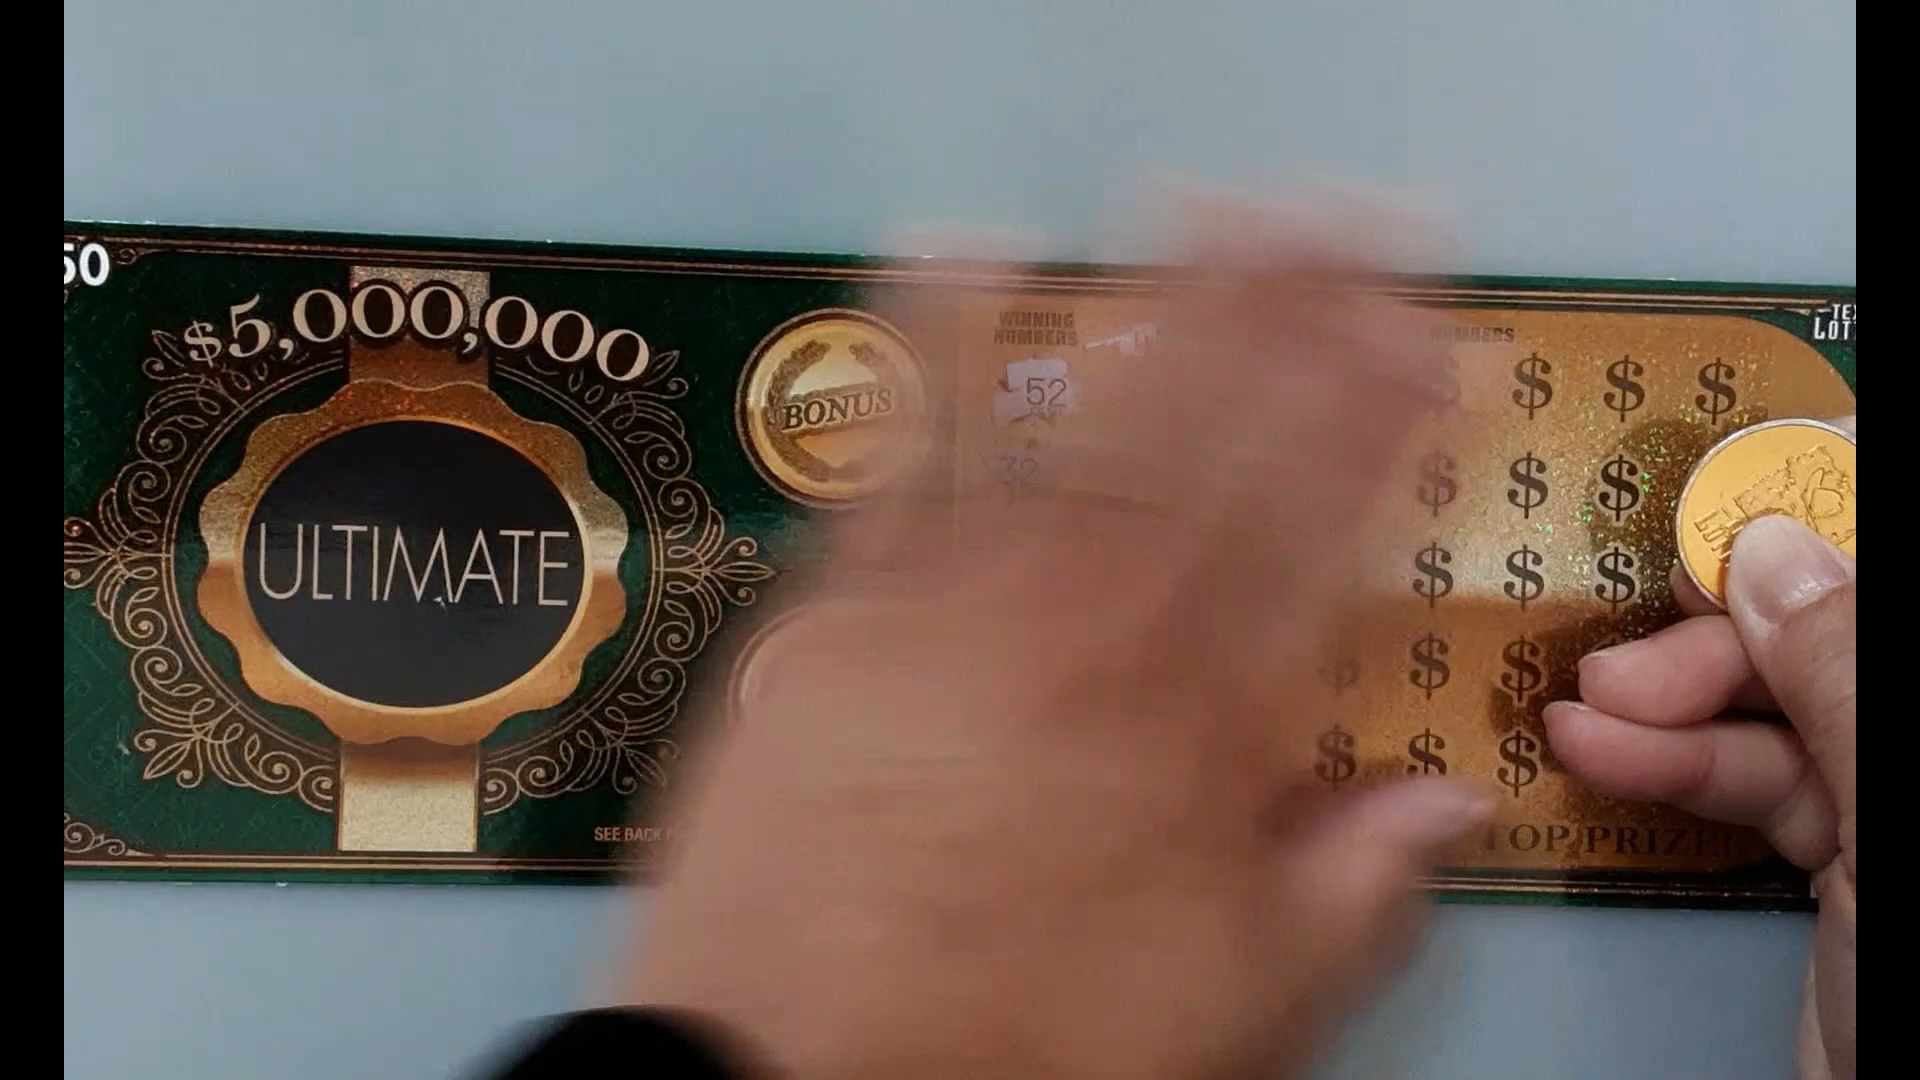 50
$5,000,000
ULTIMATE
BONUS
WINNING
NUMBERS
52
32
NUMBERS
$ $ $
$ $ $
$ $ $
$ $ $
$ $ $
TOP PRIZE
SEE BACK